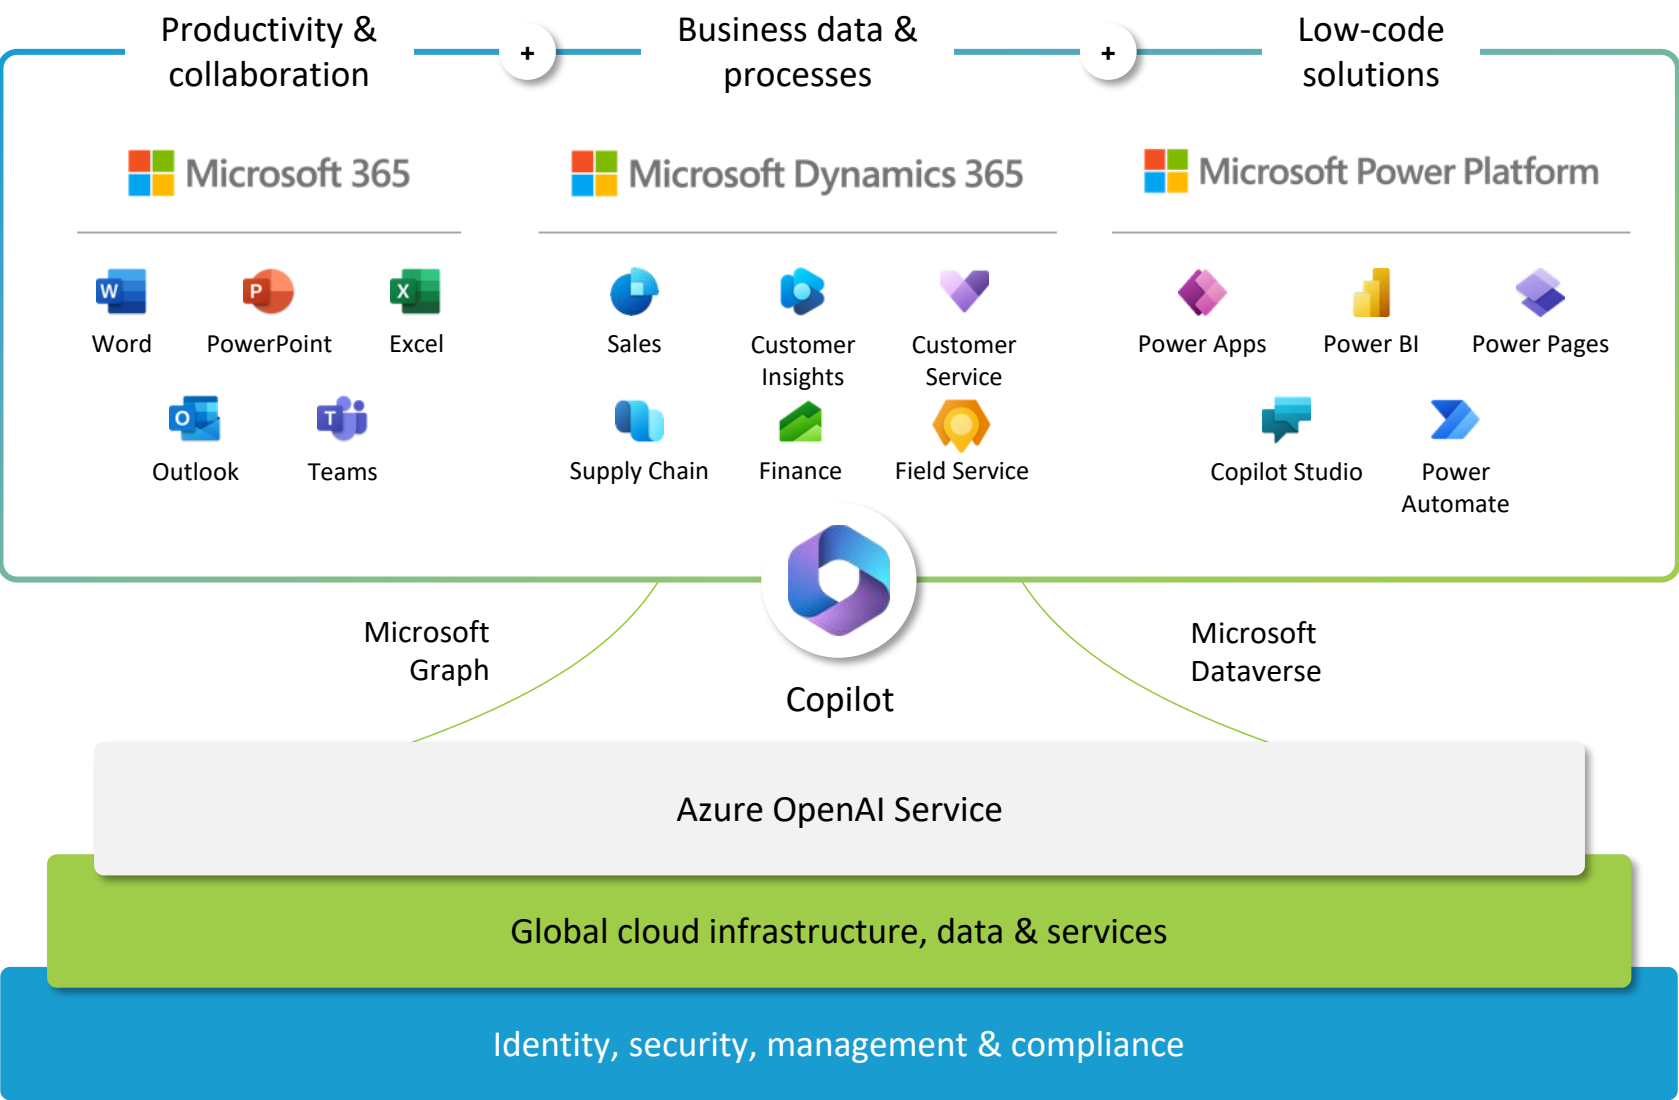 Productivity &
collaboration
+
Business data &
processes
+
Low-code
solutions
Microsoft 365
Microsoft Dynamics 365
Microsoft Power Platform
W
Word
P
PowerPoint
X
Excel
Sales
Customer
Insights
Customer
Service
Power Apps
Power BI
Power Pages
O
Outlook
T
Teams
Supply Chain
Finance
Field Service
Copilot Studio
Power
Automate
Microsoft
Graph
Copilot
Microsoft
Dataverse
Azure OpenAI Service
Global cloud infrastructure, data & services
Identity, security, management & compliance